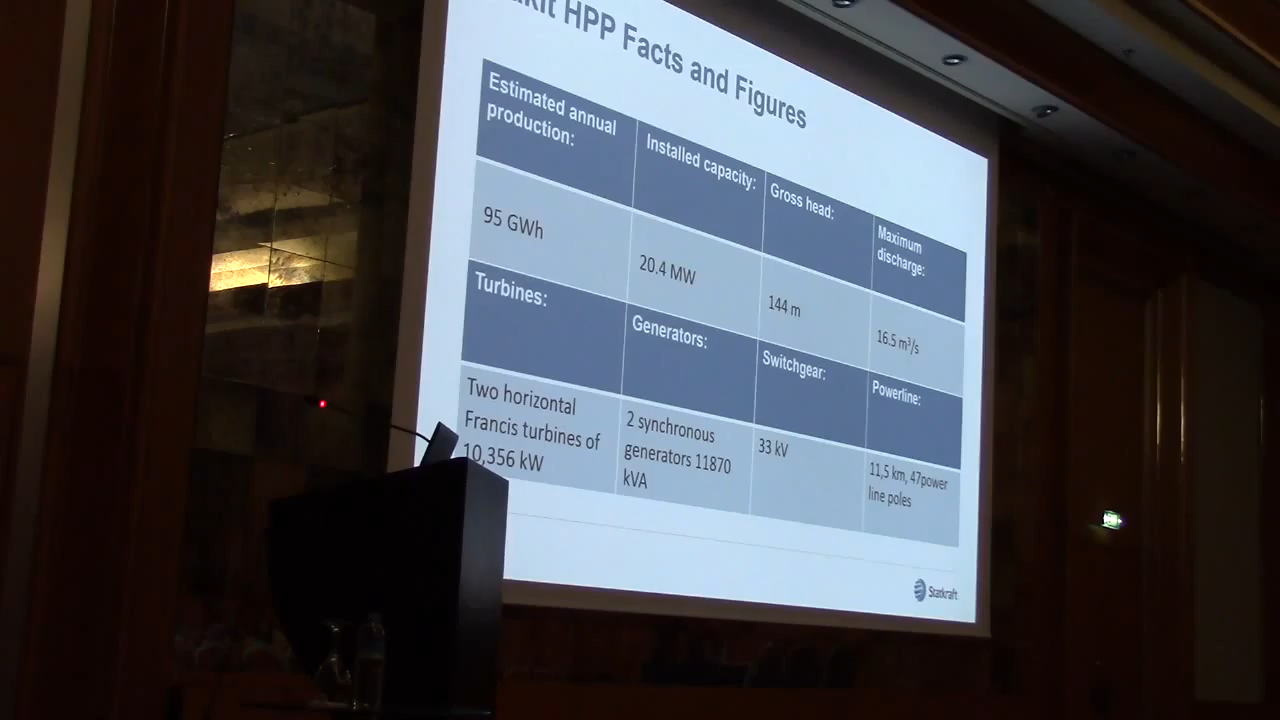 HPP Facts and Figures
Estimated annual
production:
Installed capacity:
Gross head:
Maximum
discharge:
95 GWh
20.4 MW
144 m
16.5 m³/s
Turbines:
Generators:
Switchgear:
Powerline:
Two horizontal
Francis turbines of
10,356 kW
2 synchronous
generators 11870
kVA
33 kV
11,5 km, 47power
line poles
Statkraft